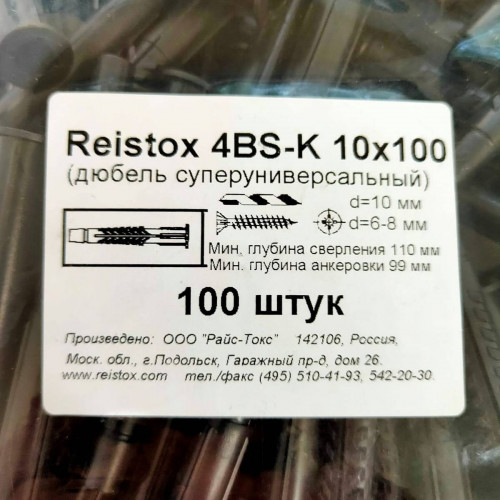 Reistox 4BS-K 10x100
(дюбель суперуниверсальный)
d=10 мм
d=6-8 мм
Мин. глубина сверления 110 мм
Мин. глубина анкеровки 99 мм
100 штук
Произведено: ООО "Райс-Токс" 142106, Россия,
Моск. обл., г.Подольск, Гаражный пр-д, дом 26.
www.reistox.com тел./факс (495) 510-41-93, 542-20-30